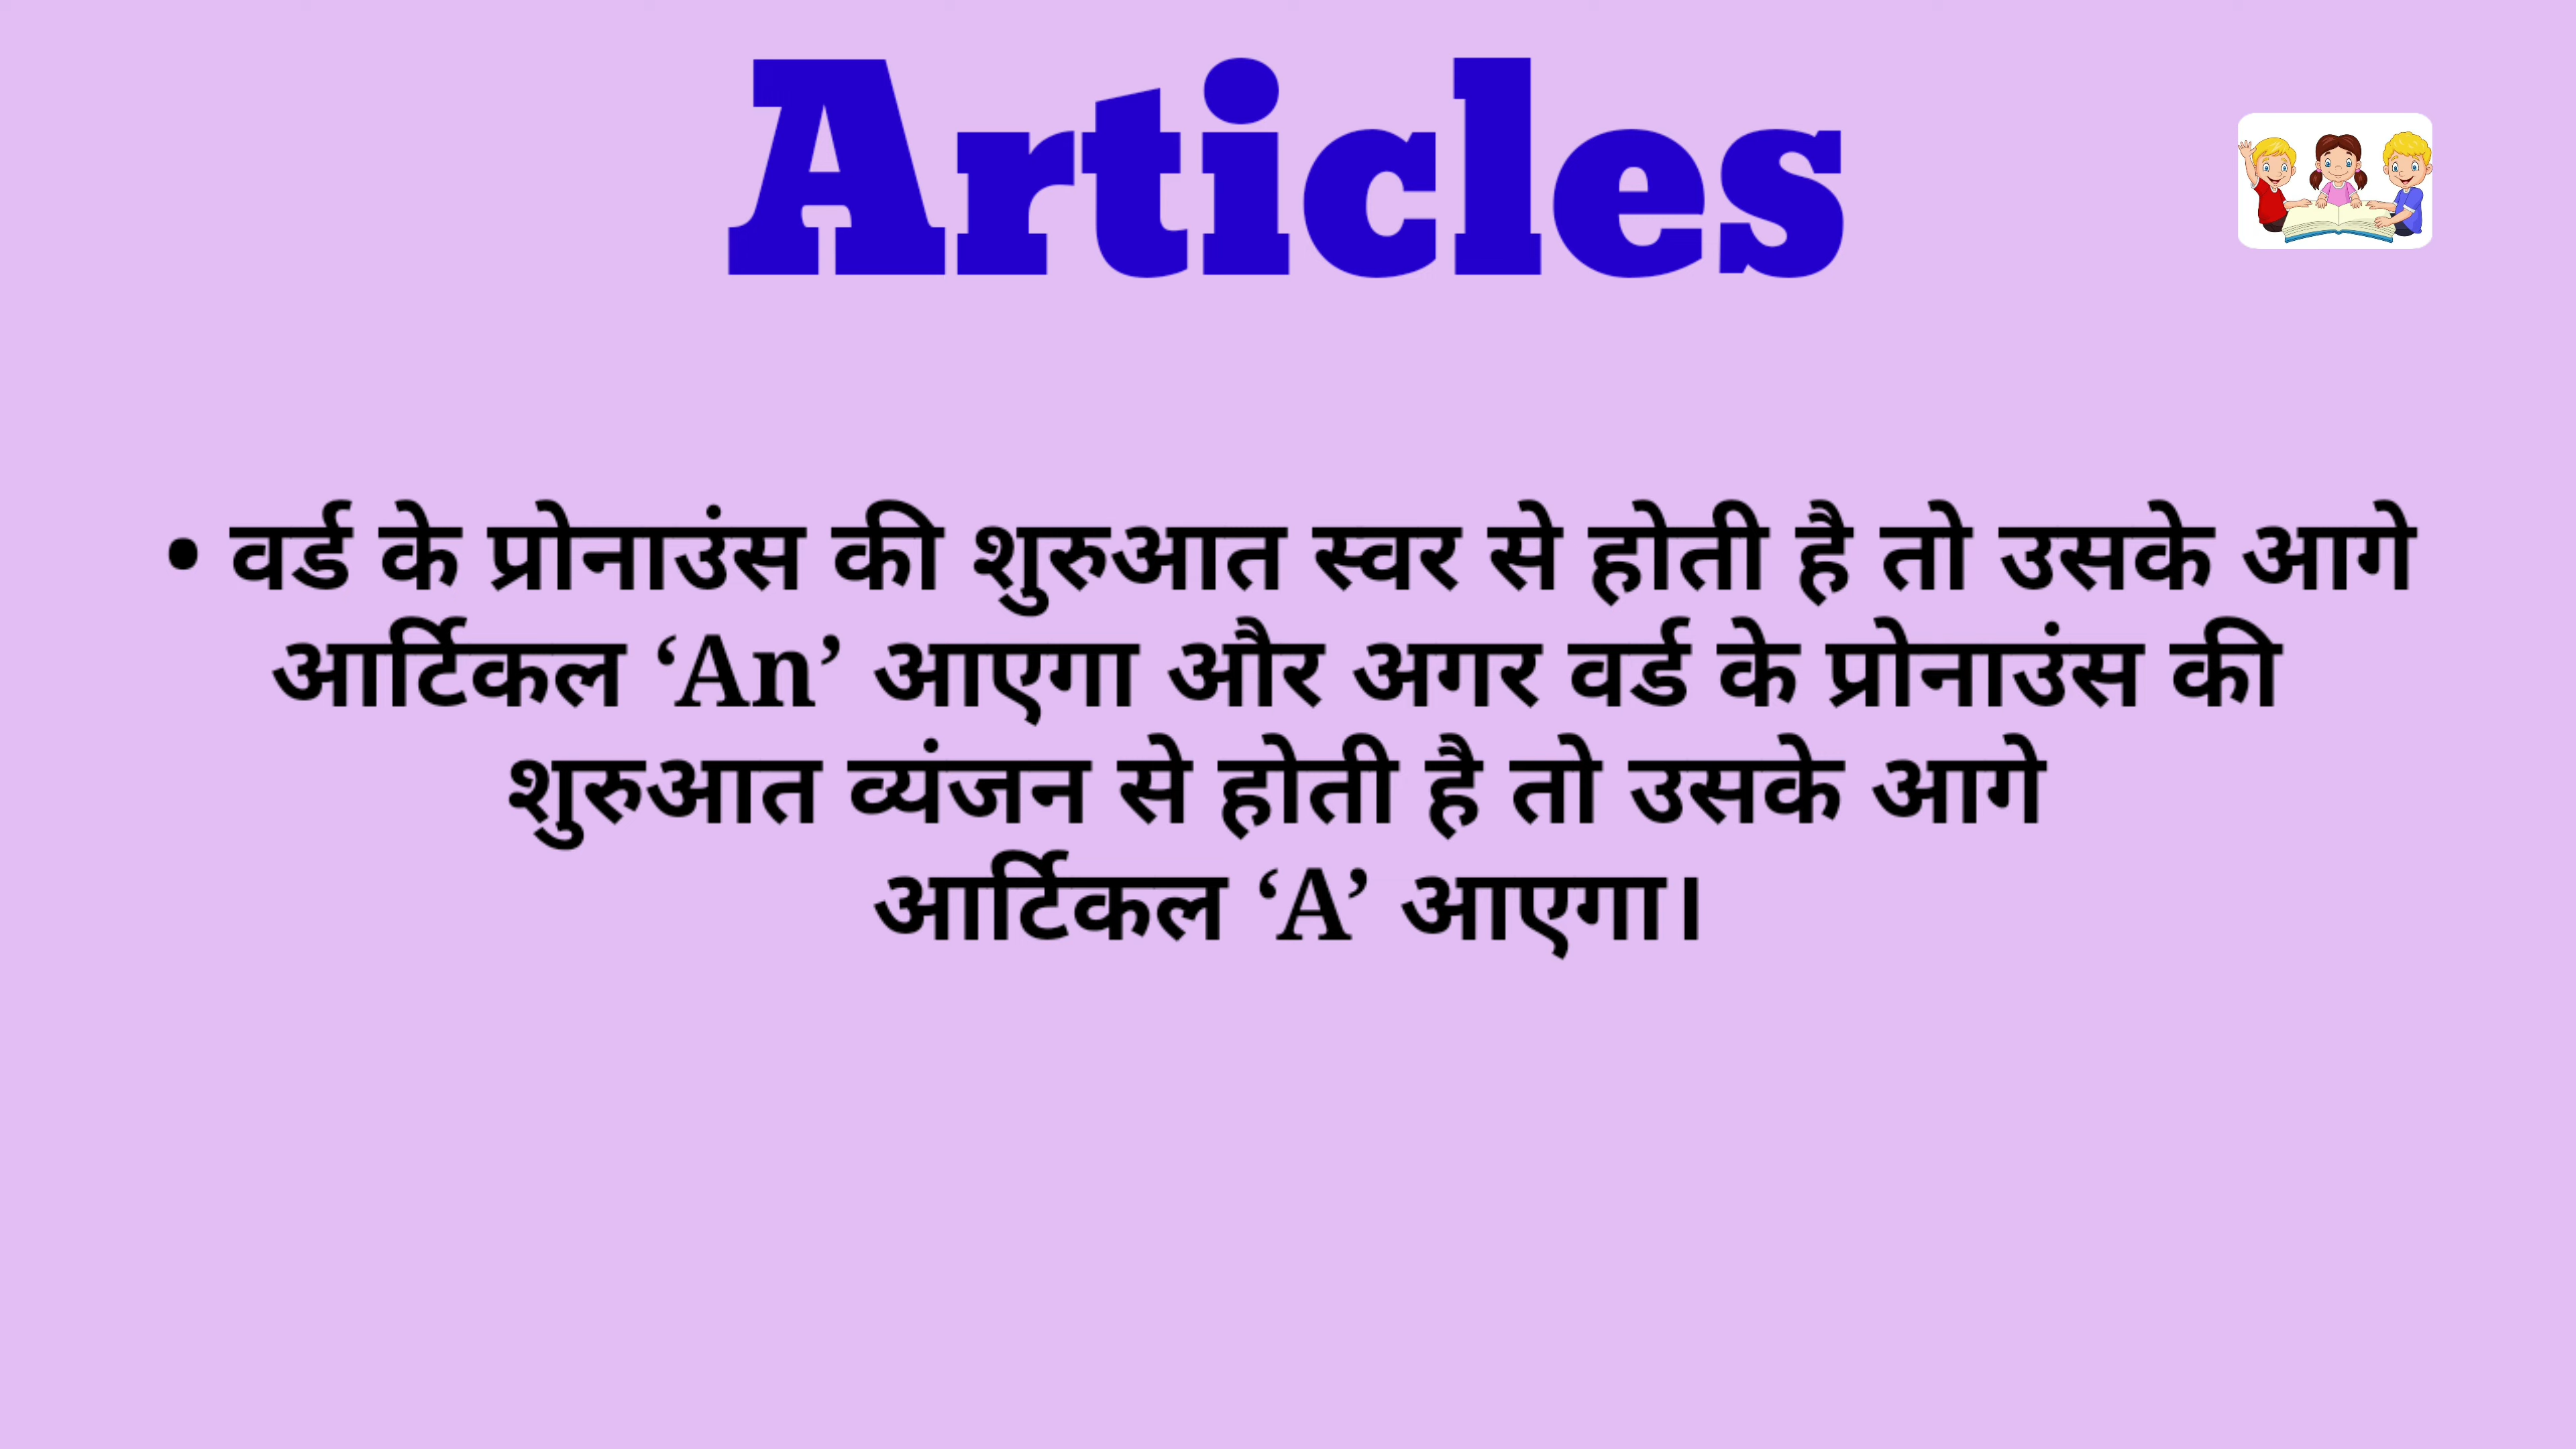 Articles
• वर्ड के प्रोनाउंस की शुरुआत स्वर से होती है तो उसके आगे
आर्टिकल ‘An’ आएगा और अगर वर्ड के प्रोनाउंस की
शुरुआत व्यंजन से होती है तो उसके आगे
आर्टिकल ‘A’ आएगा।